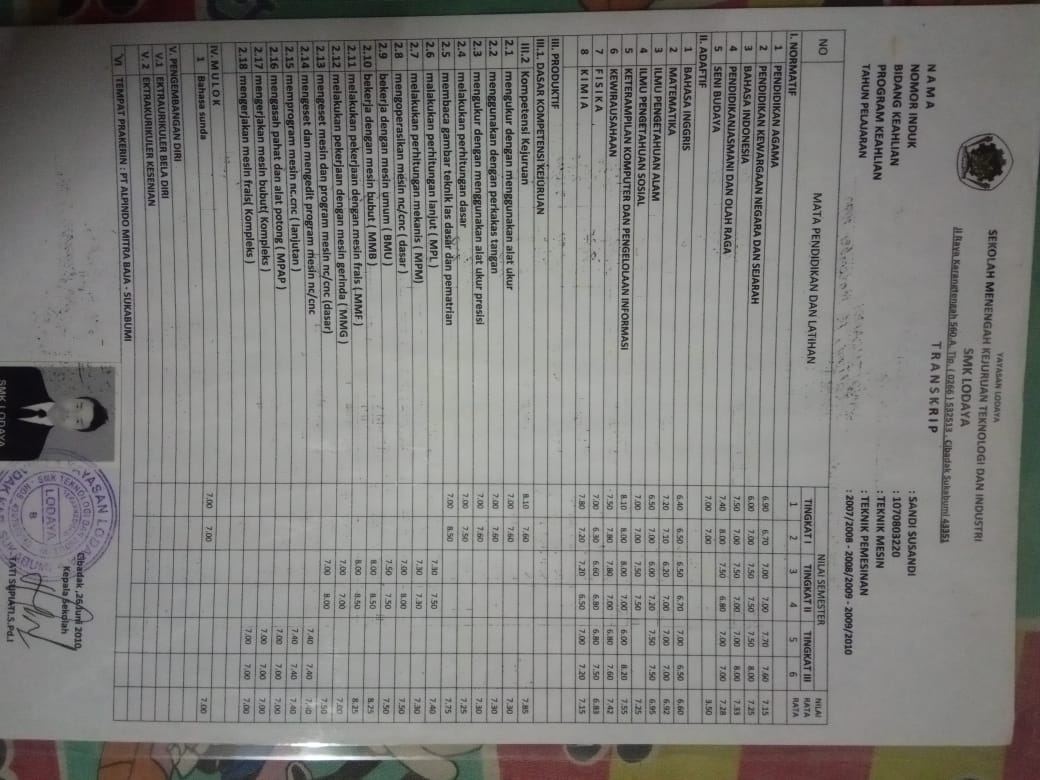 YAYASAN LODAYA
SEKOLAH MENENGAH KEJURUAN TEKNOLOGI DAN INDUSTRI
SMK LODAYA
Jl Raya Karangtengah 560.A, Tlp. ( 0266 ) 532513 , Cibadak Sukabumi 43351
T R A N S K R I P
N A M A : SANDI SUSANDI
NOMOR INDUK : 1070803220
BIDANG KEAHLIAN : TEKNIK MESIN
PROGRAM KEAHLIAN : TEKNIK PEMESINAN
TAHUN PELAJARAN : 2007/2008 - 2008/2009 - 2009/2010
NO MATA PENDIDIKAN DAN LATIHAN NILAI SEMESTER NILAI RATA RATA
TINGKAT I TINGKAT II TINGKAT III
1 2 3 4 5 6
I. NORMATIF
1 PENDIDIKAN AGAMA 6.90 6.70 7.00 7.00 7.70 7.60 7.15
2 PENDIDIKAN KEWARGAAN NEGARA DAN SEJARAH 6.00 7.00 7.50 7.50 7.50 8.00 7.25
3 BAHASA INDONESIA 7.50 7.00 7.50 7.00 7.00 8.00 7.33
4 PENDIDIKANJASMANI DAN OLAH RAGA 7.40 8.00 7.50 6.80 7.00 7.00 7.28
5 SENI BUDAYA 7.00 7.00 3.50
II. ADAFTIF
1 BAHASA INGGRIS 6.40 6.50 6.50 6.70 7.00 6.50 6.60
2 MATEMATIKA 7.20 7.10 6.20 7.00 7.00 7.00 6.92
3 ILMU PENGETAHUAN ALAM 6.50 7.00 6.00 7.20 7.50 7.50 6.95
4 ILMU PENGETAHUAN SOSIAL 7.00 7.00 7.50 7.50 7.25
5 KETERAMPILAN KOMPUTER DAN PENGELOLAAN INFORMASI 8.10 8.00 8.00 7.00 6.00 8.20 7.55
6 KEWIRAUSAHAAN 7.50 7.80 7.80 7.00 6.80 7.60 7.42
7 F I S I K A 7.00 6.30 6.60 6.80 6.80 7.50 6.83
8 K I M I A 7.80 7.20 7.20 6.50 7.00 7.20 7.15
III. PRODUKTIF
III.1. DASAR KOMPETENSI KEJURUAN
III.2 Kompetensi Kejuruan 8.10 7.60 7.85
2.1 mengukur dengan menggunakan alat ukur 7.00 7.60 7.30
2.2 menggunakan dengan perkakas tangan 7.00 7.60 7.30
2.3 mengukur dengan menggunakan alat ukur presisi 7.00 7.60 7.30
2.4 melakukan perhitungan dasar 7.00 7.50 7.25
2.5 membaca gambar teknik las dasar dan pematrian 7.00 8.50 7.75
2.6 malakukan perhitungan lanjut ( MPL) 7.30 7.50 7.40
2.7 melakukan perhitungan mekanis ( MPM) 7.30 7.30 7.30
2.8 mengoperasikan mesin nc/cnc ( dasar ) 7.00 8.00 7.50
2.9 bekerja dengan mesin umum ( BMU) 7.50 7.50 7.50
2.10 bekerja dengan mesin bubut ( MMB) 8.00 8.50 8.25
2.11 melakukan pekerjaan dengan mesin frais ( MMF) 8.00 8.50 8.25
2.12 melakukan pekerjaan dengan mesin gerinda ( MMG ) 7.00 7.00 7.00
2.13 mengeset mesin dan program mesin nc/cnc (dasar) 7.00 8.00 7.50
2.14 mengeset dan mengedit program mesin nc/cnc 7.40 7.40 7.40
2.15 memprogram mesin nc.cnc ( lanjutan ) 7.40 7.40 7.40
2.16 mengasah pahat dan alat potong ( MPAP ) 7.00 7.00 7.00
2.17 mengerjakan mesin bubut( Kompleks ) 7.00 7.00 7.00
2.18 mengerjakan mesin frais( Kompleks ) 7.00 7.00 7.00
IV. M U L O K
1 Bahasa sunda 7.00 7.00 7.00
V. PENGEMBANGAN DIRI
V.1 EKTRAURIKULER BELA DIRI
V. 2 EKTRAKURIKULER KESENIAN
VI TEMPAT PRAKERIN : PT ALPINDO MITRA BAJA - SUKABUMI
Cibadak ,26 Juni 2010
Kepala Sekolah
TATI SUPIATI,S.Pd.I
SMK LODAYA
YAYASAN LODAYA
SMK TEKNOLOGI
LODAYA
B